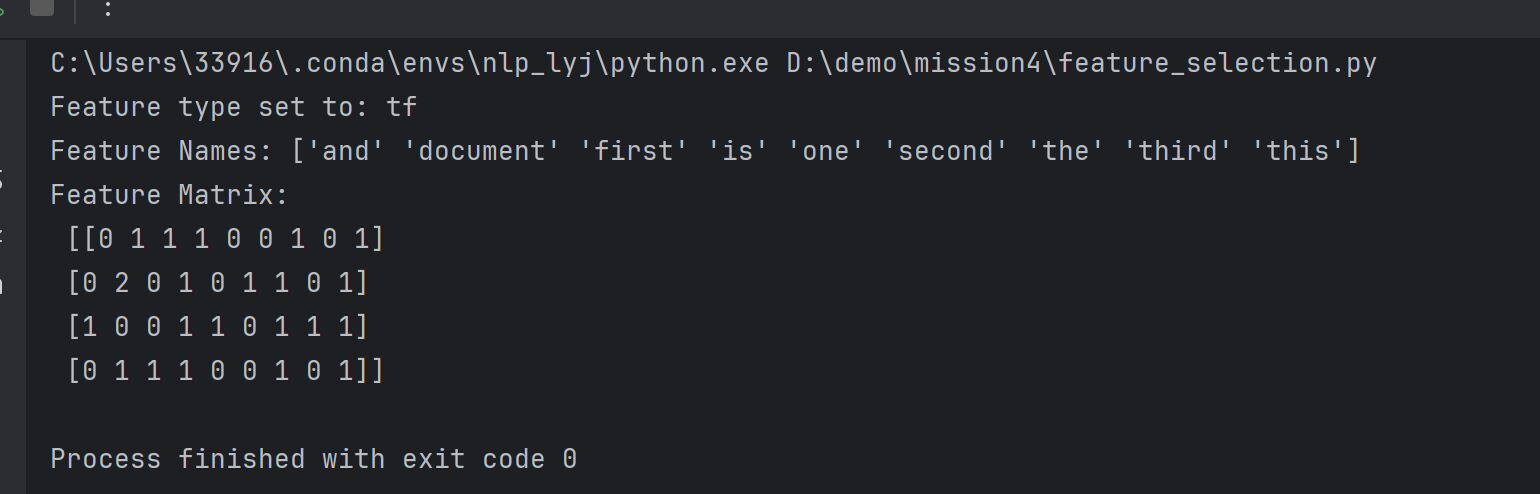 C:\Users\33916\.conda\envs\nlp_lyj\python.exe D:\demo\mission4\feature_selection.py
Feature type set to: tf
Feature Names: ['and' 'document' 'first' 'is' 'one' 'second' 'the' 'third' 'this']
Feature Matrix:
 [[0 1 1 1 0 0 1 0 1]
 [0 2 0 1 0 1 1 0 1]
 [1 0 0 1 1 0 1 1 1]
 [0 1 1 1 0 0 1 0 1]]
Process finished with exit code 0